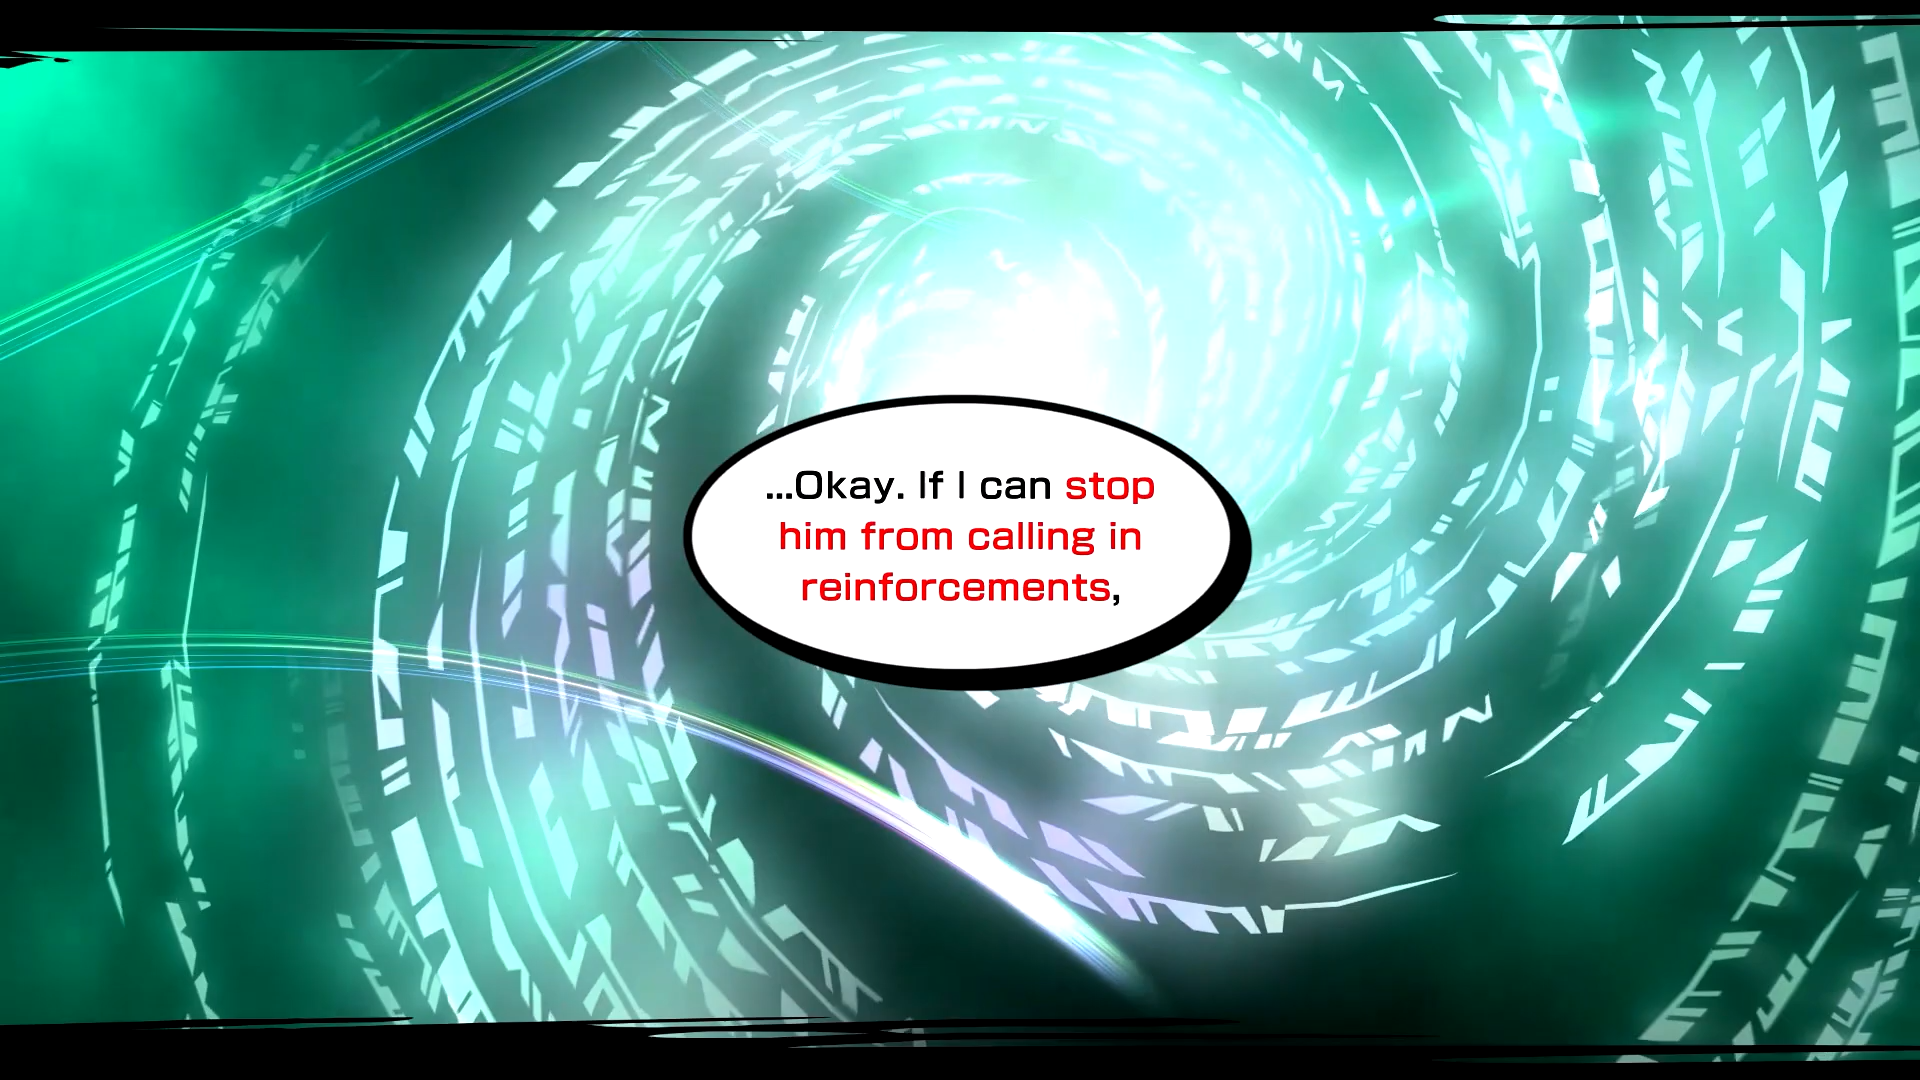 ...Okay. If I can stop
him from calling in
reinforcements,